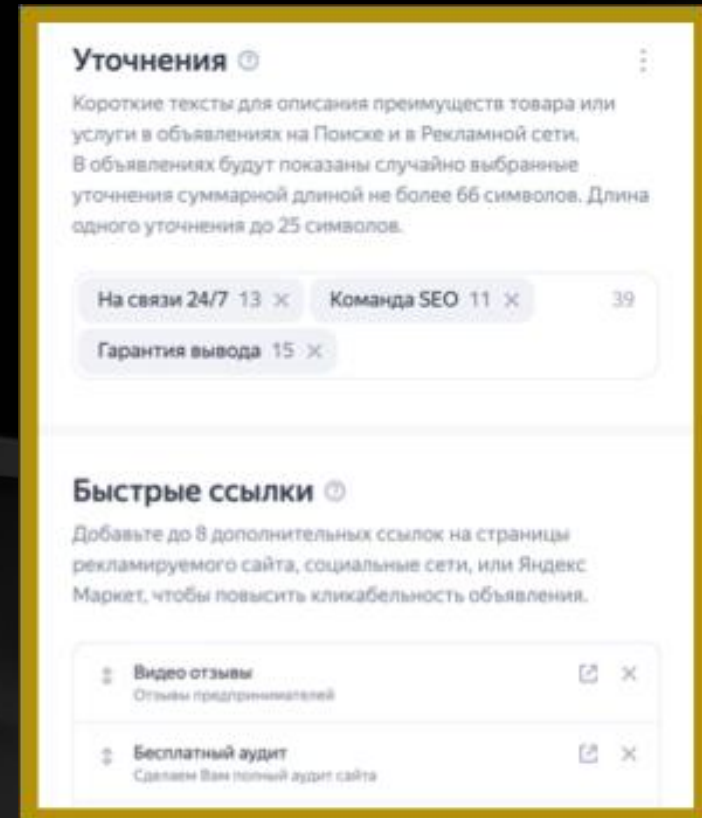 Уточнения
Короткие тексты для описания преимуществ товара или
услуги в объявлениях на Поиске и в Рекламной сети.
В объявлениях будут показаны случайно выбранные
уточнения суммарной длиной не более 66 символов. Длина
одного уточнения до 25 символов.
На связи 24/7 13 × Команда SEO 11 × 39
Гарантия вывода 15 ×
Быстрые ссылки
Добавьте до 8 дополнительных ссылок на страницы
рекламируемого сайта, социальные сети, или Яндекс
Маркет, чтобы повысить кликабельность объявления.
Видео отзывы
Отзывы предпринимателей
Бесплатный аудит
Сделаем Вам полный аудит сайта